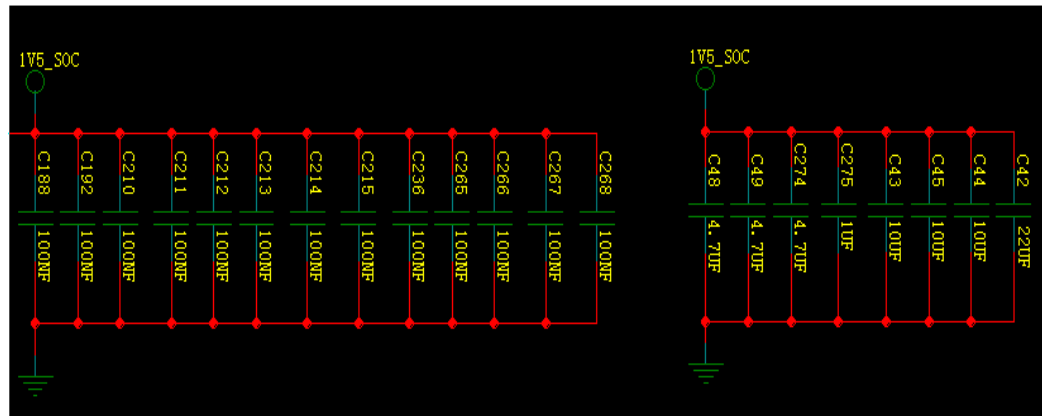 1V5_SOC
C188
C192
C210
C211
C212
C213
C214
C215
C236
C265
C266
C267
C268
100NF
100NF
100NF
100NF
100NF
100NF
100NF
100NF
100NF
100NF
100NF
100NF
100NF
1V5_SOC
C48
C49
C274
C275
C43
C45
C44
C42
4.7UF
4.7UF
4.7UF
1UF
10UF
10UF
10UF
22UF